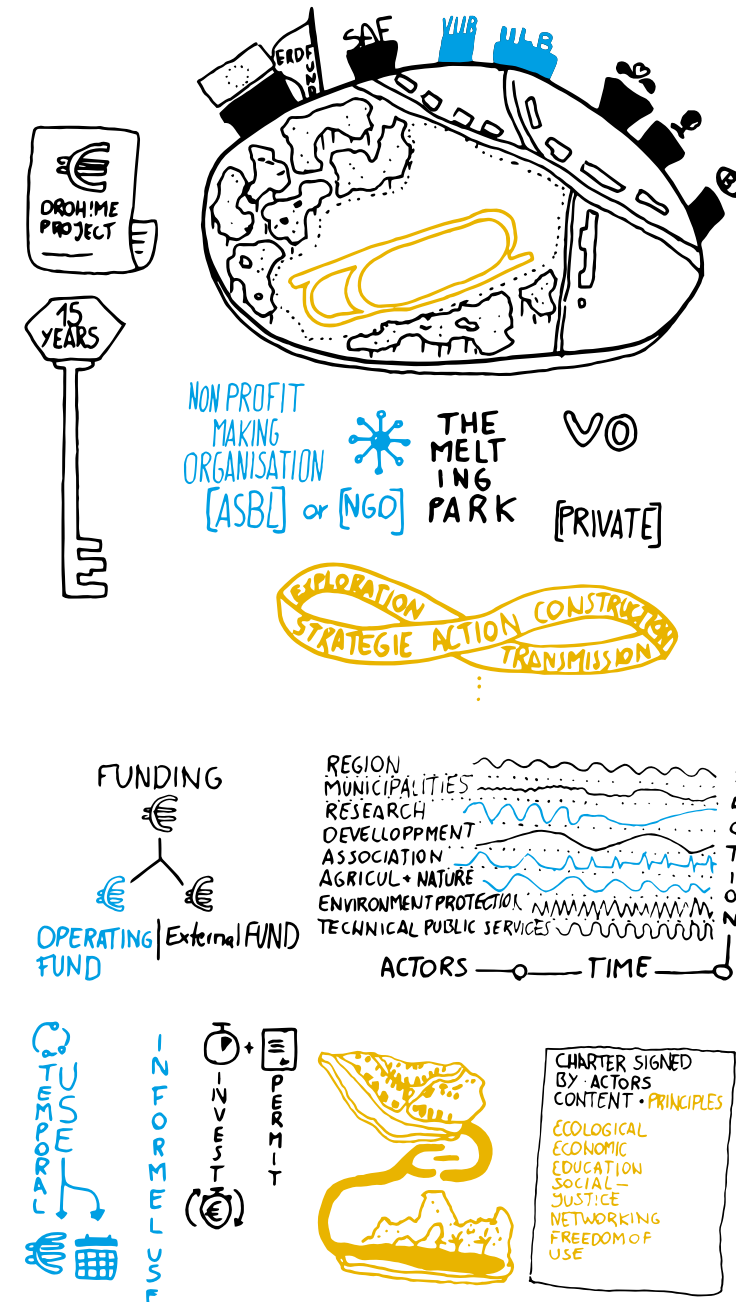 ERDF
FUND
SAF
VUB
ULB
DROH!ME
PROJECT
15
YEARS
NON PROFIT
MAKING
ORGANISATION
[ASBL] or [NGO]
THE
MELT
ING
PARK
VO
[PRIVATE]
EXPLORATION
STRATEGIE ACTION CONSTRUCTION
TRANSMISSION
FUNDING
€
€ €
OPERATING
FUND
External FUND
REGION
MUNICIPALITIES
RESEARCH
DEVELLOPPMENT
ASSOCIATION
AGRICUL + NATURE
ENVIRONMENT PROTECTION
TECHNICAL PUBLIC SERVICES
ACTORS TIME
TEMPORAL
USE
INFORMEL USE
+
INVEST
PERMIT
€
CHARTER SIGNED
BY · ACTORS
CONTENT · PRINCIPLES
ECOLOGICAL
ECONOMIC
EDUCATION
SOCIAL-
JUST!CE
NETWORKING
FREEDOM OF
USE